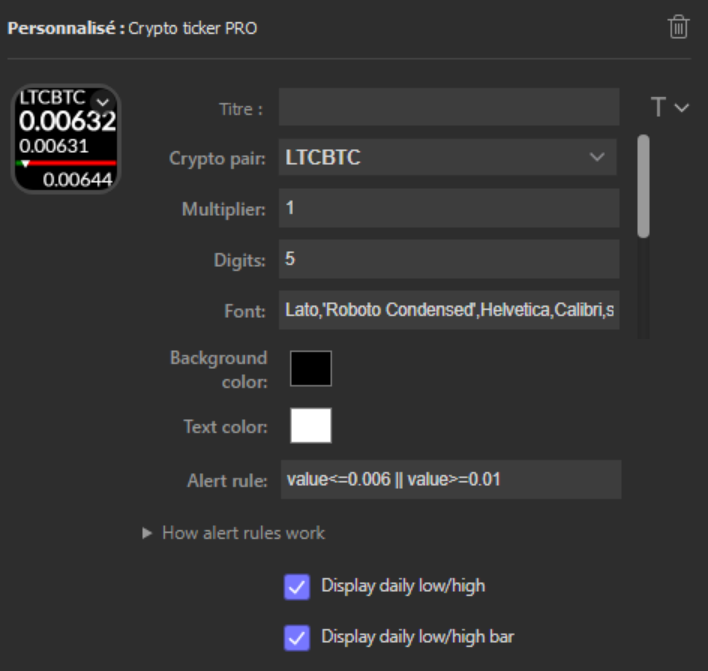 Personnalisé : Crypto ticker PRO
LTCBTC
0.00632
0.00631
0.00644
Titre :
T
Crypto pair: LTCBTC
Multiplier: 1
Digits: 5
Font: Lato,'Roboto Condensed',Helvetica,Calibri,s
Background
color:
Text color:
Alert rule: value<=0.006 || value>=0.01
How alert rules work
Display daily low/high
Display daily low/high bar